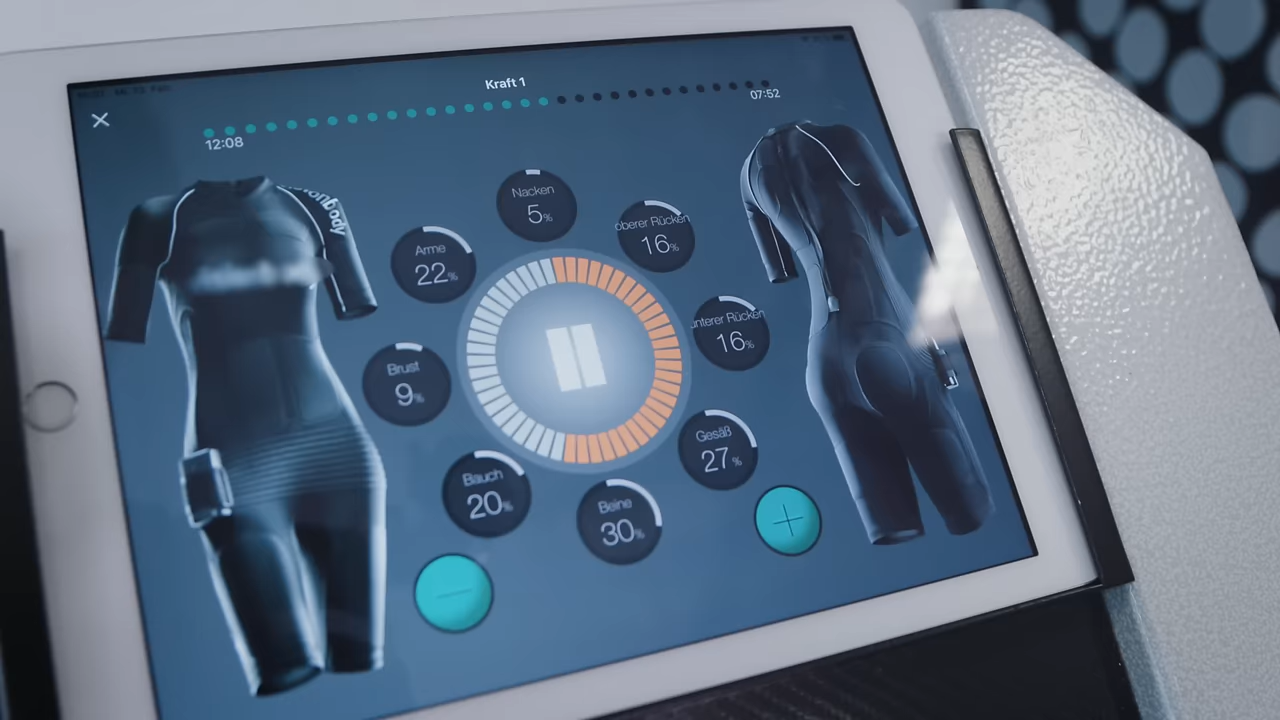 Kraft 1
12:08
07:52
Nacken
5%
oberer Rücken
16%
Arme
22%
unterer Rücken
16%
Brust
9%
Gesäß
27%
Bauch
20%
Beine
30%